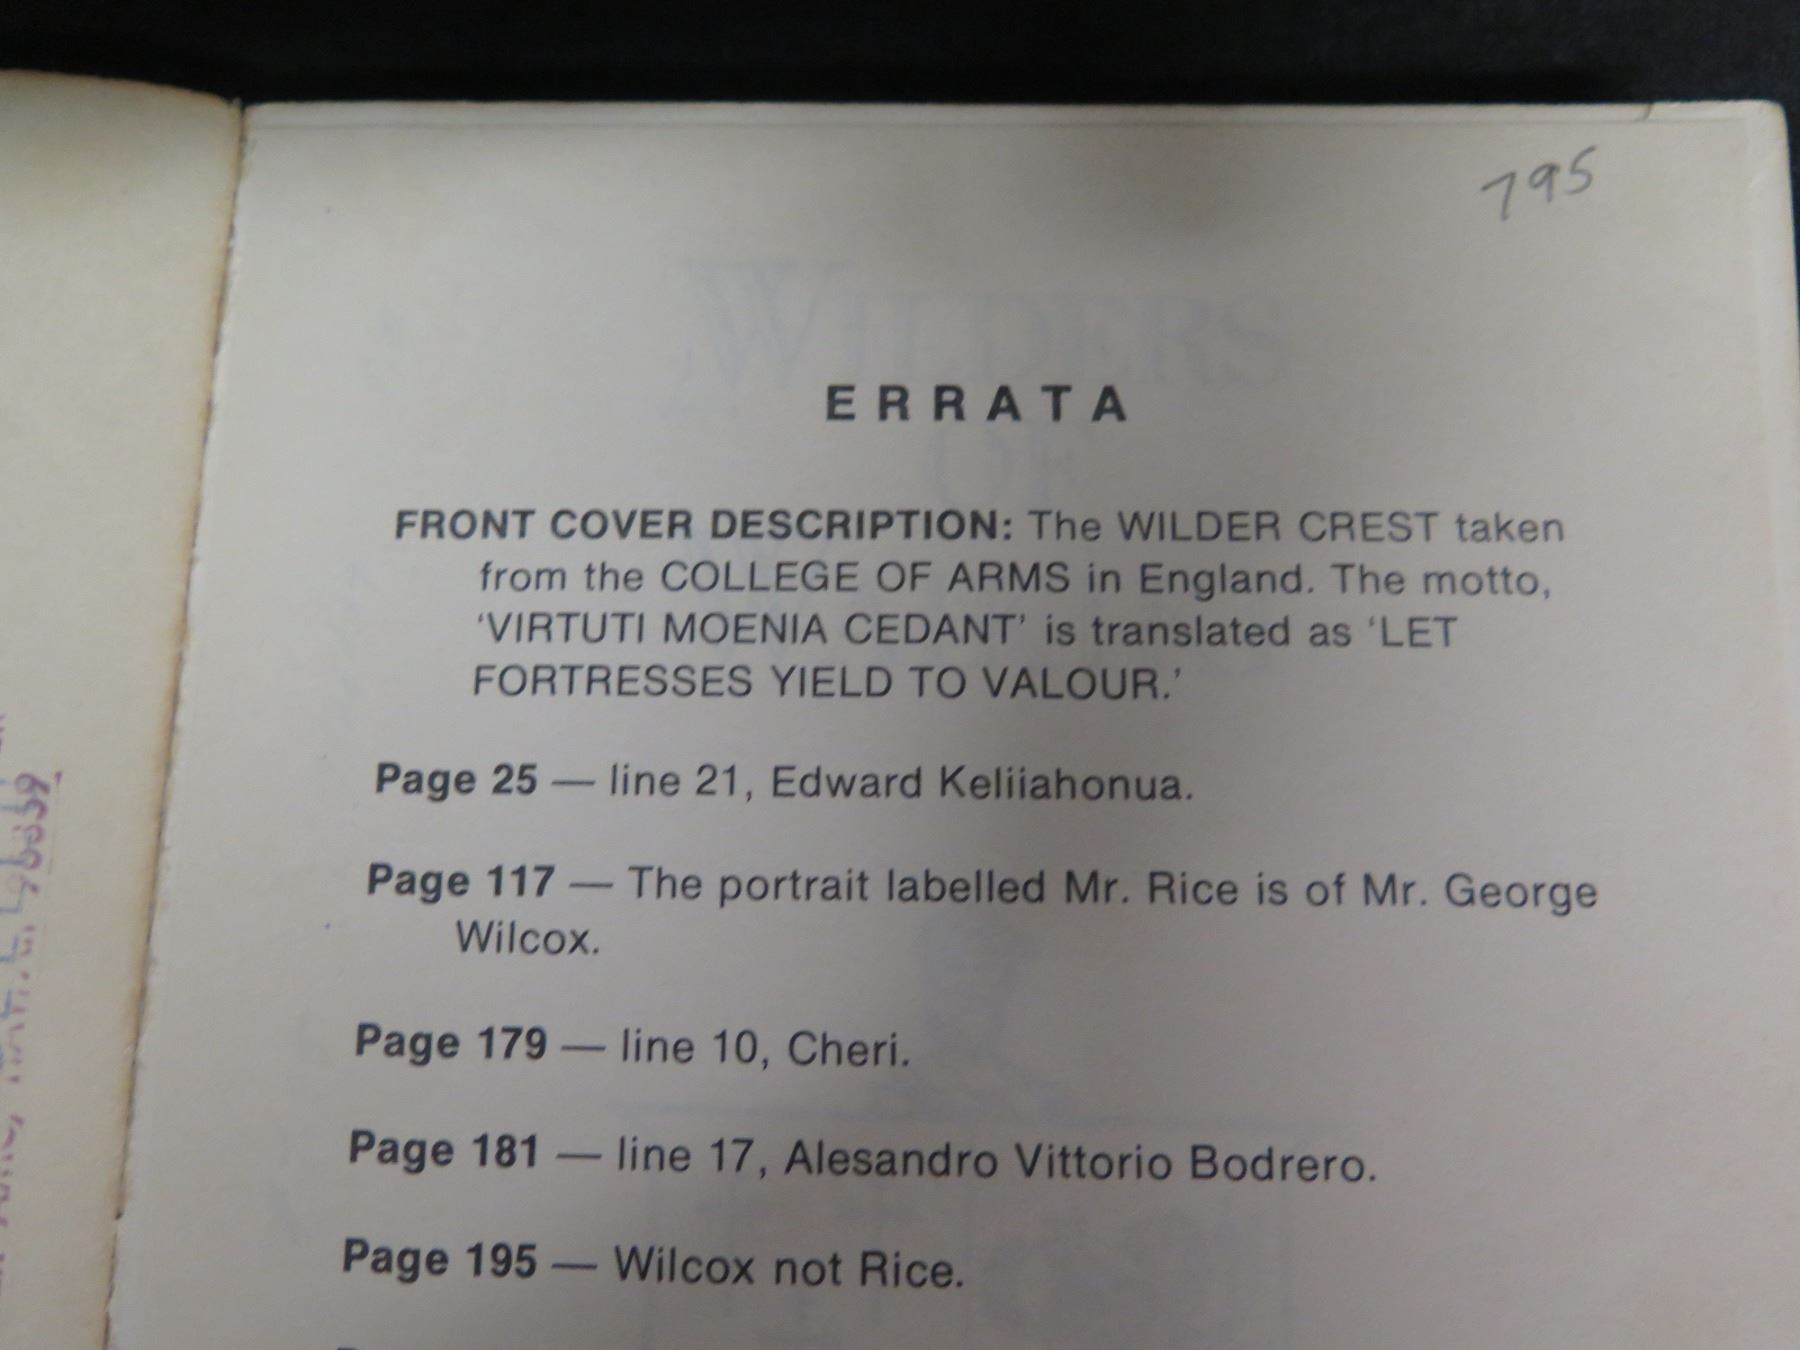 795
WILDERS
OF
ERRATA
FRONT COVER DESCRIPTION: The WILDER CREST taken
from the COLLEGE OF ARMS in England. The motto,
‘VIRTUTI MOENIA CEDANT’ is translated as ‘LET
FORTRESSES YIELD TO VALOUR.’
Page 25 — line 21, Edward Keliiahonua.
Page 117 — The portrait labelled Mr. Rice is of Mr. George
Wilcox.
Page 179 — line 10, Cheri.
Page 181 — line 17, Alesandro Vittorio Bodrero.
Page 195 — Wilcox not Rice.